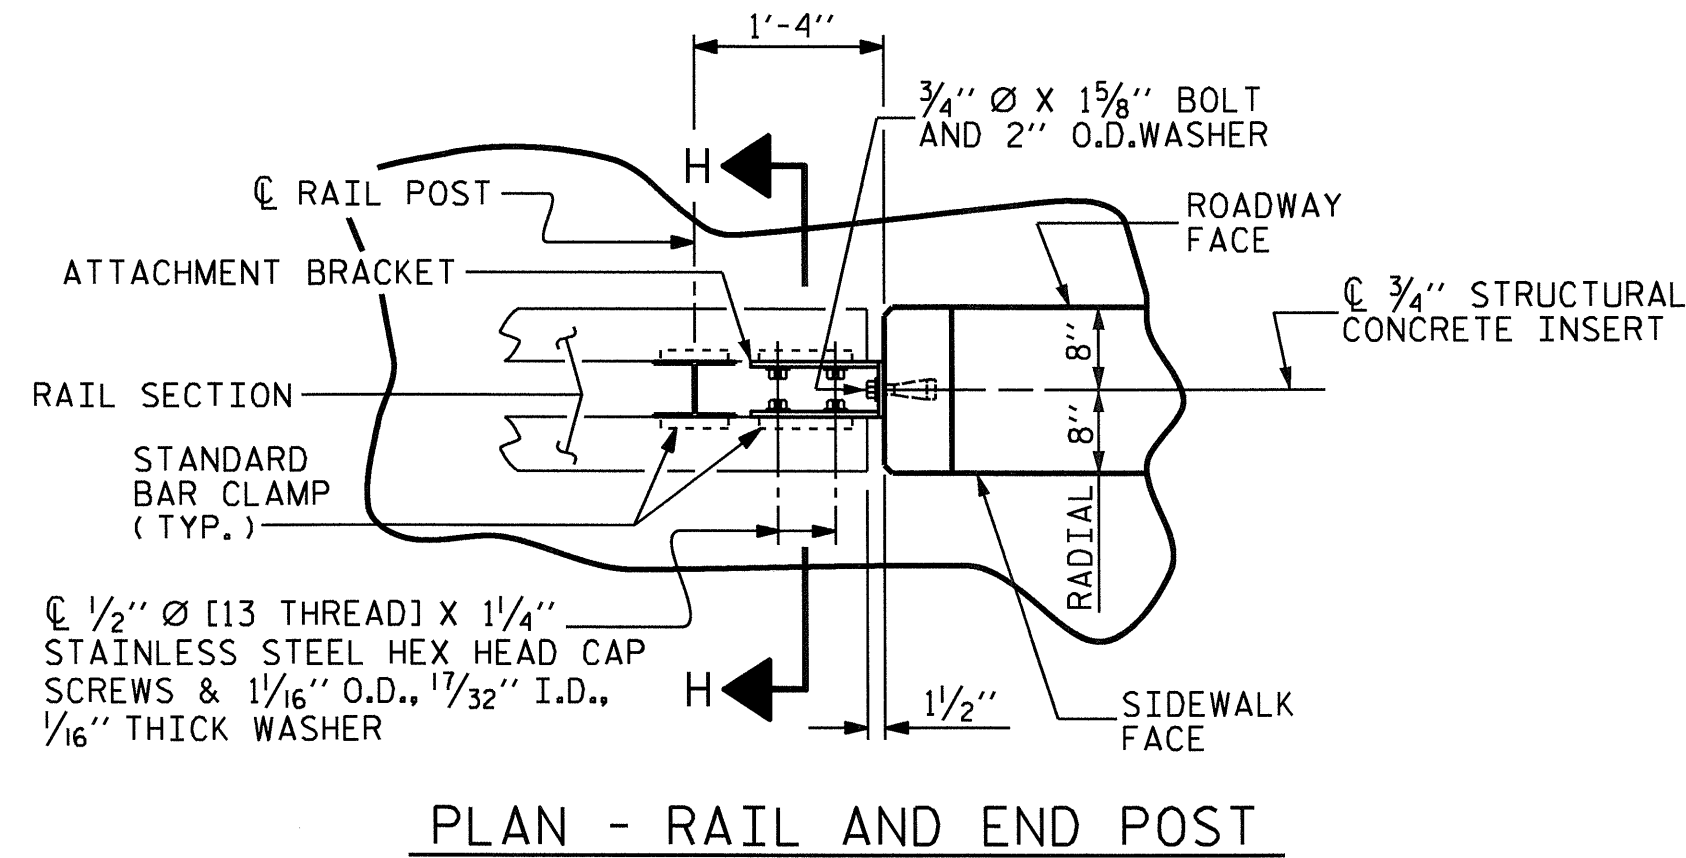 1'-4"
3/4" Ø X 1 5/8" BOLT
AND 2" O.D.WASHER
H
℄ RAIL POST
ROADWAY
FACE
ATTACHMENT BRACKET
℄ 3/4" STRUCTURAL
CONCRETE INSERT
8"
RAIL SECTION
8"
STANDARD
BAR CLAMP
(TYP.)
RADIAL
℄ 1/2" Ø [13 THREAD] X 1 1/4"
STAINLESS STEEL HEX HEAD CAP
SCREWS & 1 1/16" O.D., 17/32" I.D.,
1/16" THICK WASHER
H
1 1/2"
SIDEWALK
FACE
PLAN - RAIL AND END POST